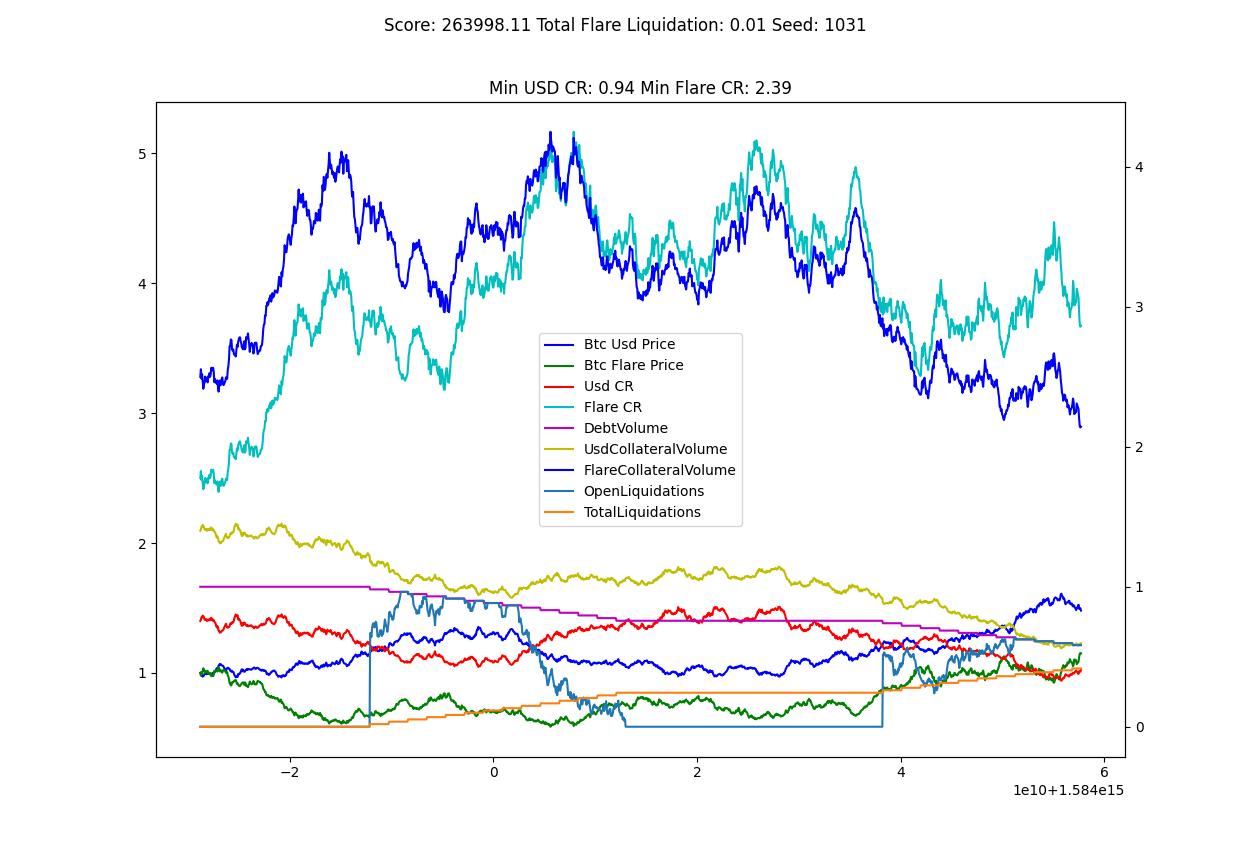 Score: 263998.11 Total Flare Liquidation: 0.01 Seed: 1031
Min USD CR: 0.94 Min Flare CR: 2.39
5
4
3
2
1
4
3
2
1
0
Btc Usd Price
Btc Flare Price
Usd CR
Flare CR
DebtVolume
UsdCollateralVolume
FlareCollateralVolume
OpenLiquidations
TotalLiquidations
−2 0 2 4 6
1e10+1.584e15